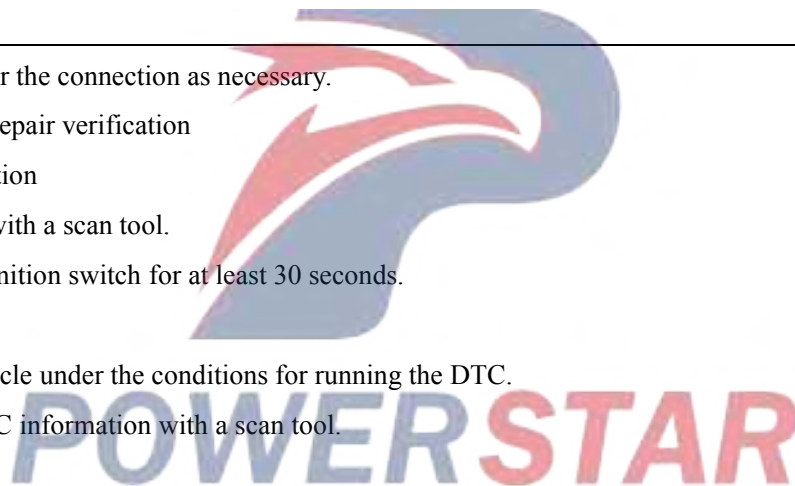 r the connection as necessary.
epair verification
tion
with a scan tool.
nition switch for at least 30 seconds.
cle under the conditions for running the DTC.
C information with a scan tool.
POWERSTAR